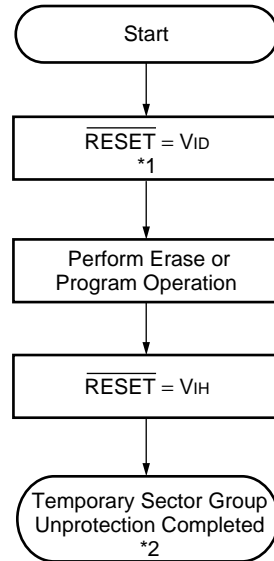 Start
RESET = VID
*1
Perform Erase or
Program Operation
RESET = VIH
Temporary Sector Group
Unprotection Completed
*2